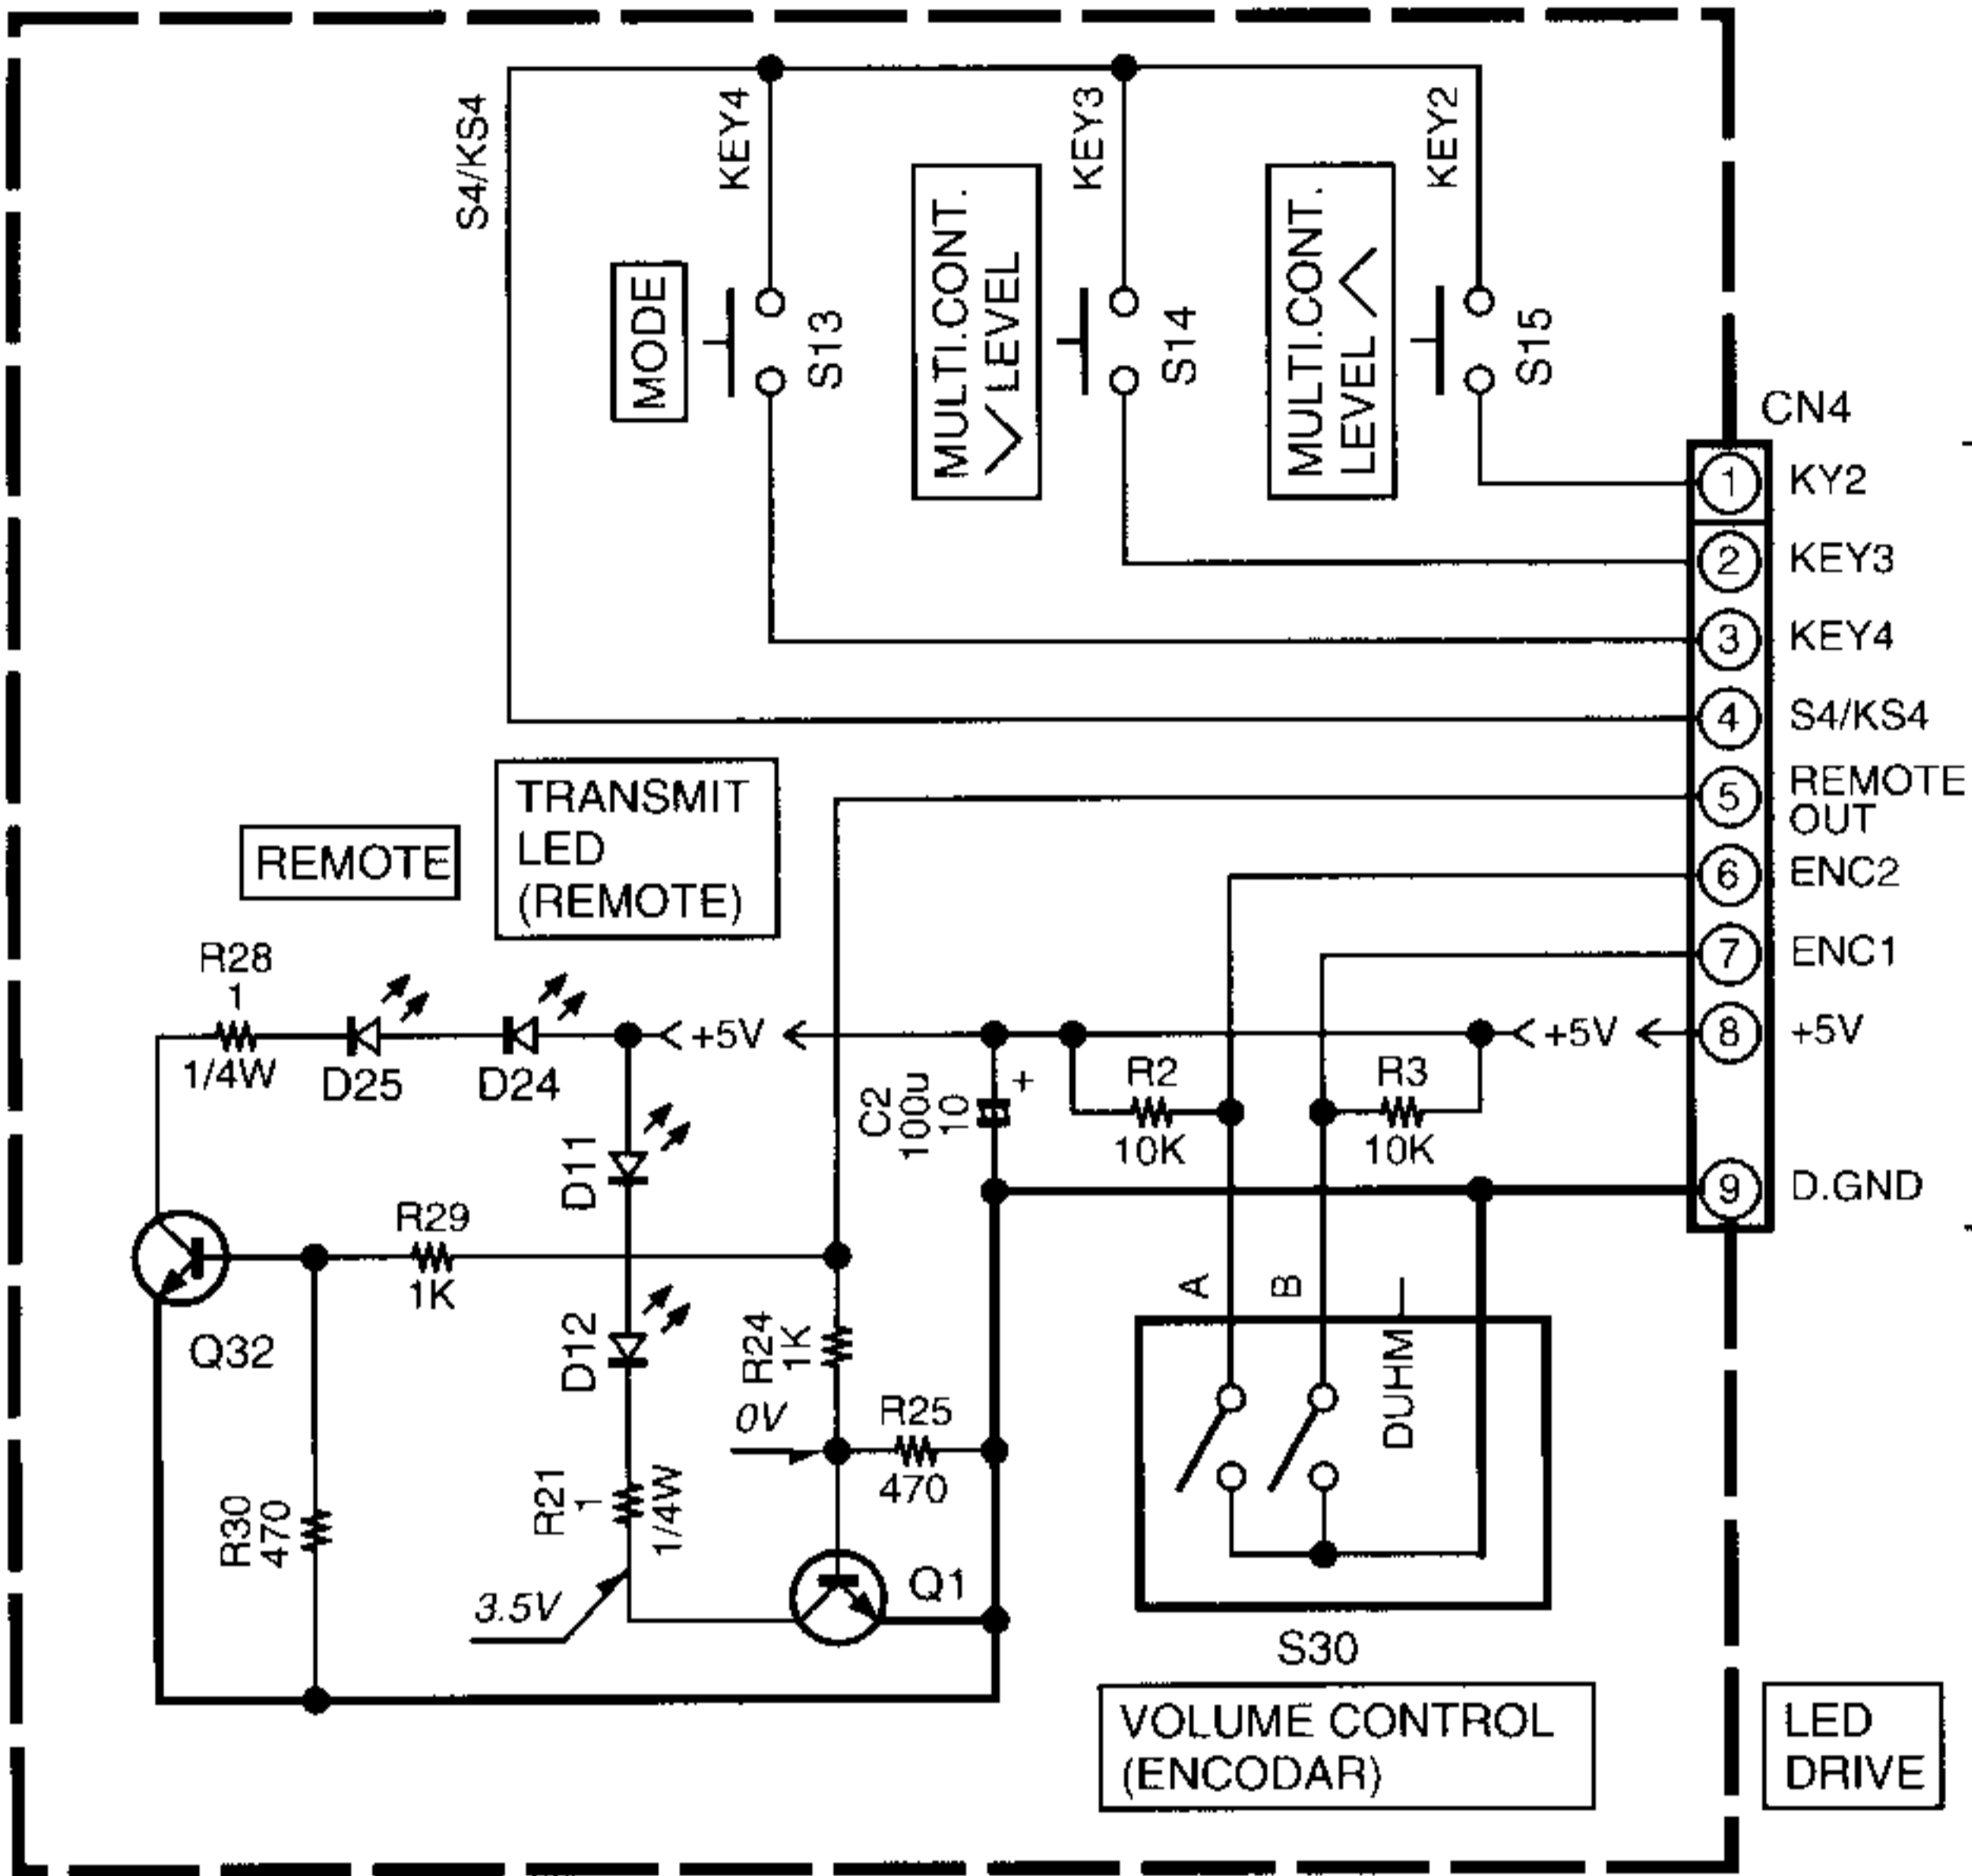 S4/KS4
KEY4
KEY3
KEY2
MODE
S13
MULTI.CONT.
∨ LEVEL
S14
MULTI.CONT.
LEVEL ∧
S15
CN4
1 KY2
2 KEY3
3 KEY4
4 S4/KS4
5 REMOTE
OUT
6 ENC2
7 ENC1
8 +5V
9 D.GND
REMOTE
TRANSMIT
LED
(REMOTE)
R28
1
1/4W
D25
D24
+5V
+5V
C2
100u
10
+
R2
10K
R3
10K
D11
R29
1K
Q32
D12
R24
1K
0V
R25
470
R30
470
R21
1
1/4W
3.5V
Q1
A
B
DUHM
S30
VOLUME CONTROL
(ENCODAR)
LED
DRIVE